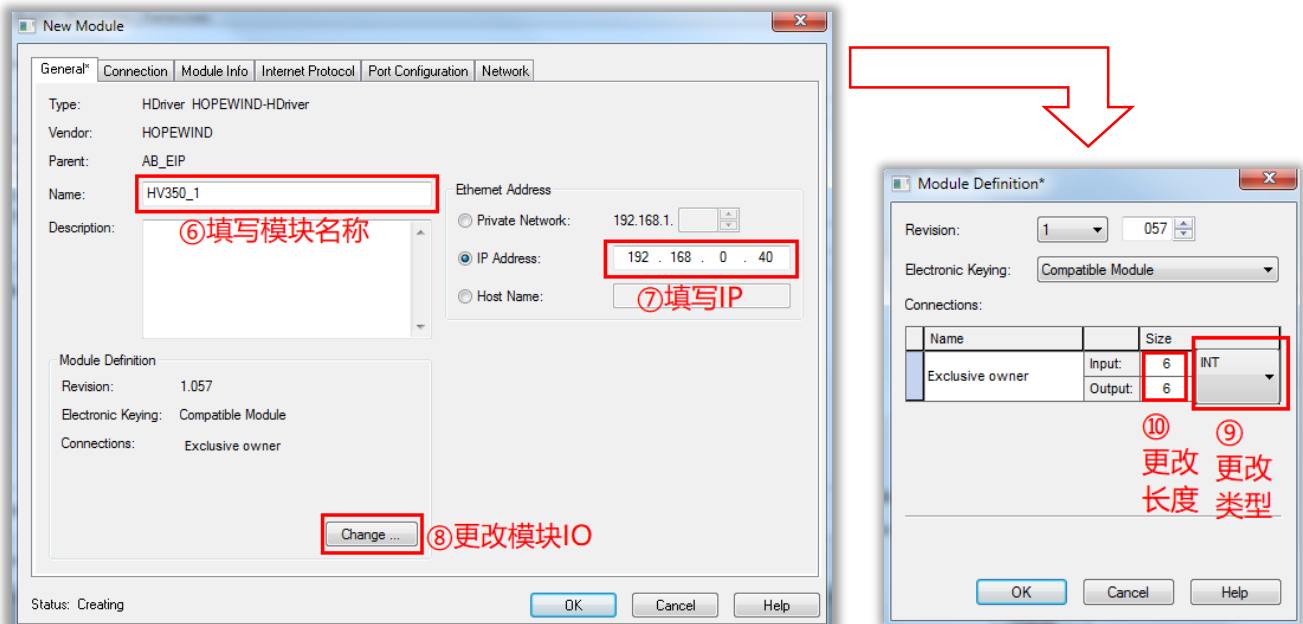 New Module
General* Connection Module Info Internet Protocol Port Configuration Network
Type: HDriver HOPEWIND-HDriver
Vendor: HOPEWIND
Parent: AB_EIP
Name: HV350_1
Description:
⑥填写模块名称
Ethernet Address
Private Network: 192.168.1.
IP Address: 192 . 168 . 0 . 40
Host Name:
⑦填写IP
Module Definition
Revision: 1.057
Electronic Keying: Compatible Module
Connections: Exclusive owner
Change ...
⑧更改模块IO
Status: Creating
OK Cancel Help
Module Definition*
Revision: 1 057
Electronic Keying: Compatible Module
Connections:
Name Size
Exclusive owner
Input: 6 INT
Output: 6
⑩
更改
长度
⑨
更改
类型
OK Cancel Help